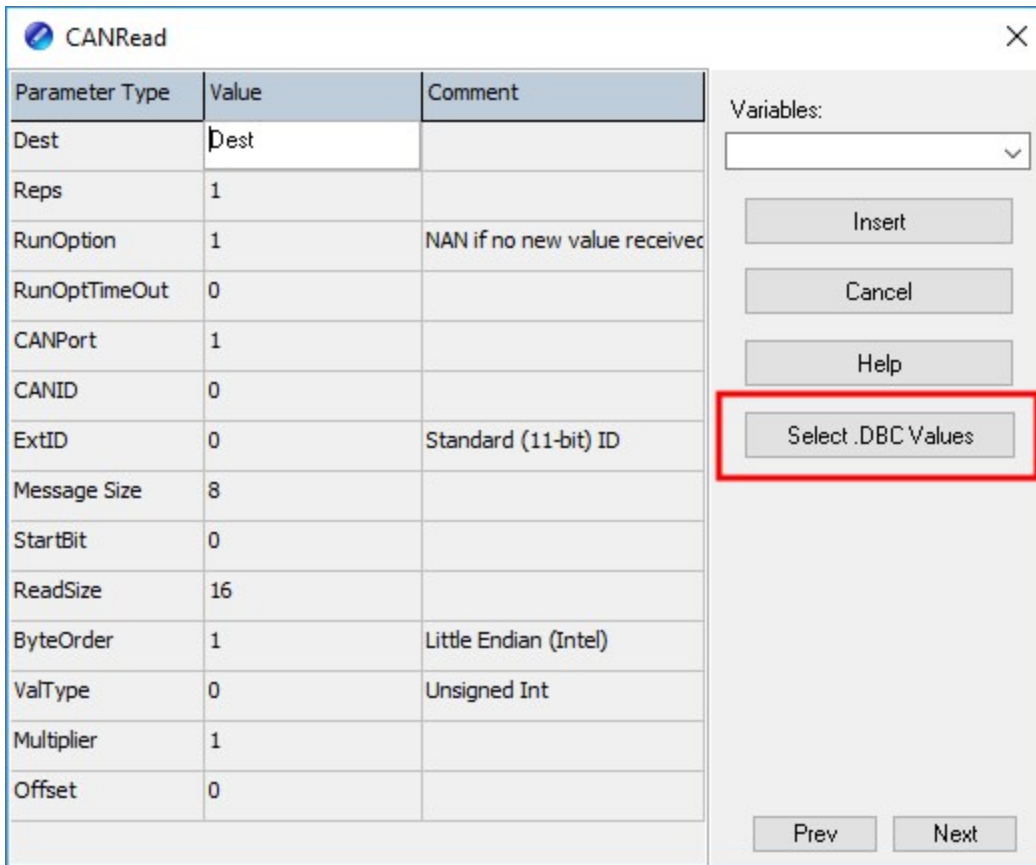 CANRead
Parameter Type Value Comment
Dest Dest
Reps 1
RunOption 1 NAN if no new value received
RunOptTimeOut 0
CANPort 1
CANID 0
ExtID 0 Standard (11-bit) ID
Message Size 8
StartBit 0
ReadSize 16
ByteOrder 1 Little Endian (Intel)
ValType 0 Unsigned Int
Multiplier 1
Offset 0
Variables:
Insert
Cancel
Help
Select .DBC Values
Prev Next